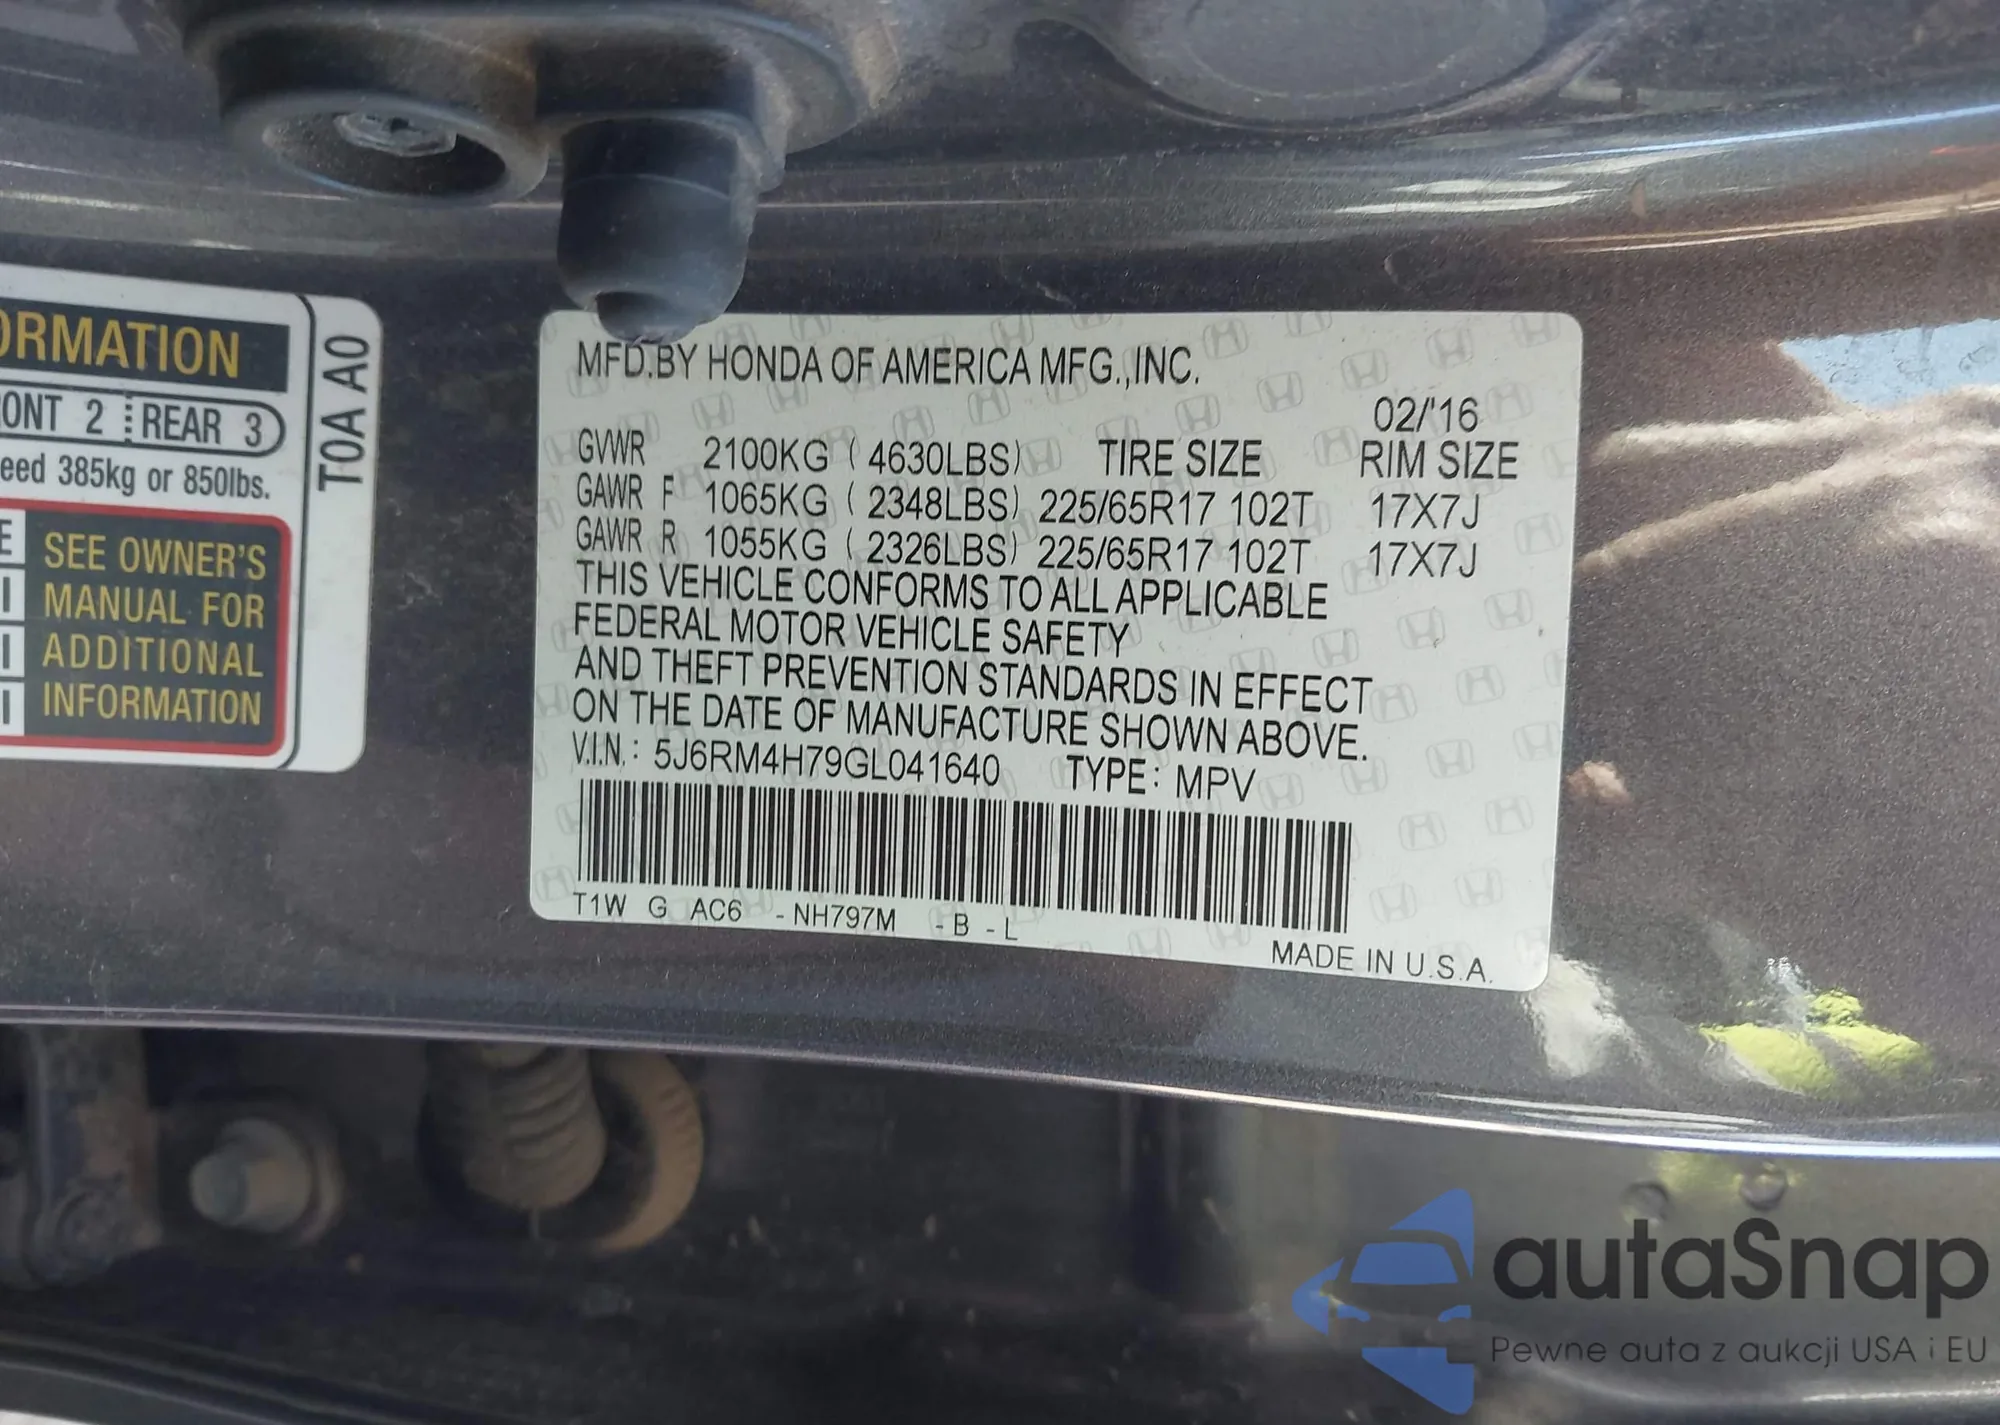 ORMATION
ONT 2 REAR 3
eed 385kg or 850lbs.
E SEE OWNER'S
I MANUAL FOR
I ADDITIONAL
I INFORMATION
T0A A0
MFD.BY HONDA OF AMERICA MFG.,INC.
02/'16
GVWR 2100KG ( 4630LBS) TIRE SIZE RIM SIZE
GAWR F 1065KG ( 2348LBS) 225/65R17 102T 17X7J
GAWR R 1055KG ( 2326LBS) 225/65R17 102T 17X7J
THIS VEHICLE CONFORMS TO ALL APPLICABLE
FEDERAL MOTOR VEHICLE SAFETY
AND THEFT PREVENTION STANDARDS IN EFFECT
ON THE DATE OF MANUFACTURE SHOWN ABOVE.
V.I.N.: 5J6RM4H79GL041640 TYPE: MPV
T1W G AC6 -NH797M -B -L
MADE IN U.S.A.
autaSnap
Pewne auta z aukcji USA i EU